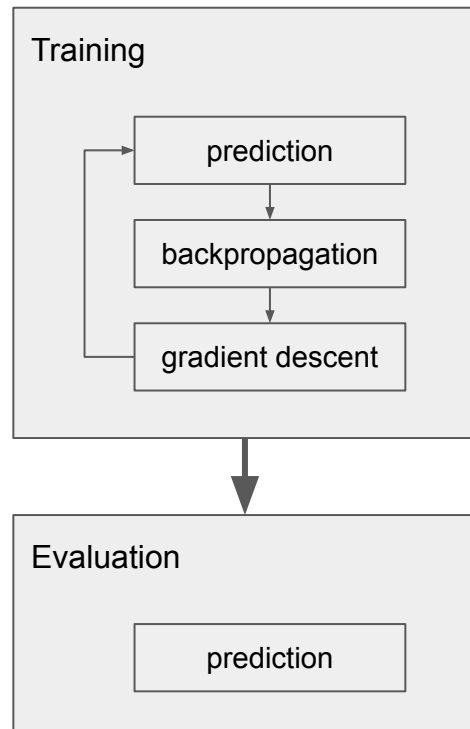 Training
prediction
backpropagation
gradient descent
Evaluation
prediction